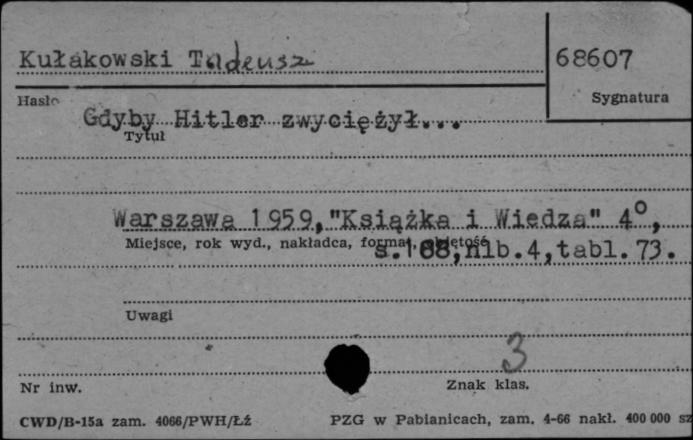 Kułakowski Tadeusz
68607
Hasło
Sygnatura
Gdyby Hitler zwyciężył...
Tytuł
Warszawa 1959,"Książka i Wiedza" 4°,
Miejsce, rok wyd., nakładca, format, objętość
s.188,nlb.4,tabl.73.
Uwagi
3
Nr inw.
Znak klas.
CWD/B-15a zam. 4066/PWH/Łź
PZG w Pabianicach, zam. 4-66 nakł. 400 000 sz